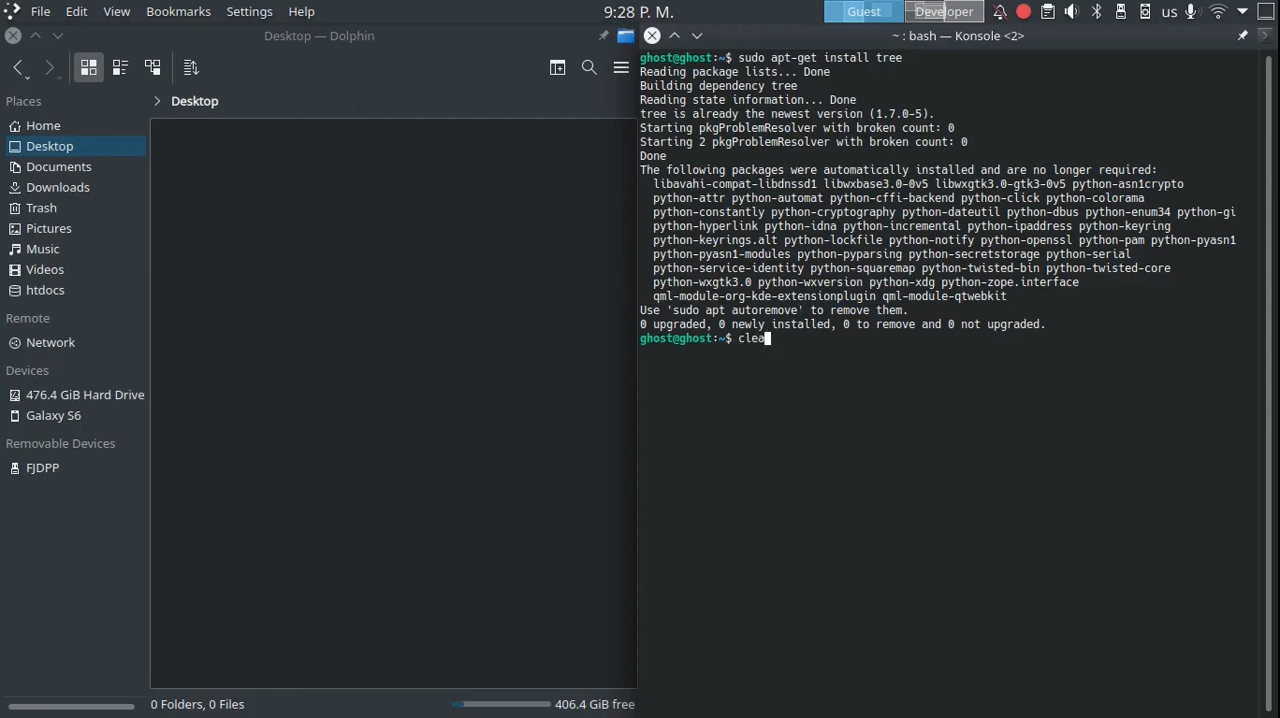 File Edit View Go Bookmarks Settings Help
9:28 P. M.
Guest Developer
us
Desktop — Dolphin
Places
Home
Desktop
Documents
Downloads
Trash
Pictures
Music
Videos
htdocs
Remote
Network
Devices
476.4 GiB Hard Drive
Galaxy S6
Removable Devices
FJDPP
Desktop
0 Folders, 0 Files
406.4 GiB free
~ : bash — Konsole <2>
ghost@ghost:~$ sudo apt-get install tree
Reading package lists... Done
Building dependency tree
Reading state information... Done
tree is already the newest version (1.7.0-5).
Starting pkgProblemResolver with broken count: 0
Starting 2 pkgProblemResolver with broken count: 0
Done
The following packages were automatically installed and are no longer required:
libavahi-compat-libdnssd1 libwxbase3.0-0v5 libwxgtk3.0-gtk3-0v5 python-asn1crypto
python-attr python-automat python-cffi-backend python-click python-colorama
python-constantly python-cryptography python-dateutil python-dbus python-enum34 python-gi
python-hyperlink python-idna python-incremental python-ipaddress python-keyring
python-keyrings.alt python-lockfile python-notify python-openssl python-pam python-pyasn1
python-pyasn1-modules python-pyparsing python-secretstorage python-serial
python-service-identity python-squaremap python-twisted-bin python-twisted-core
python-wxgtk3.0 python-wxversion python-xdg python-zope.interface
qml-module-org-kde-extensionplugin qml-module-qtwebkit
Use 'sudo apt autoremove' to remove them.
0 upgraded, 0 newly installed, 0 to remove and 0 not upgraded.
ghost@ghost:~$ clea